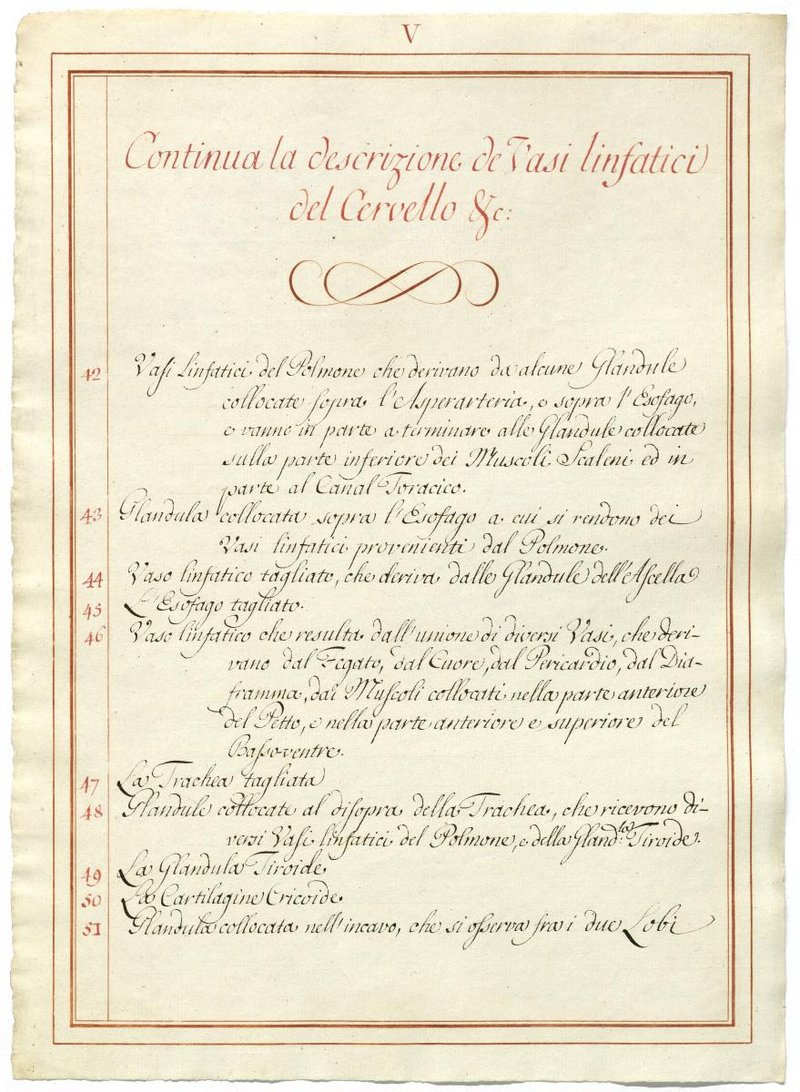 V
Continua la descrizione de Vasi linfatici
del Cervello &c:
42 Vasi Linfatici del Polmone che derivano da alcune Glandule
collocate sopra l'Asperarteria, e sopra l'Esofago,
e vanno in parte a terminare alle Glandule collocate
sulla parte inferiore dei Muscoli Scaleni ed in
parte al Canal Toracico.
43 Glandula collocata sopra l'Esofago a cui si rendono dei
Vasi linfatici provenienti dal Polmone.
44 Vaso linfatico tagliato, che deriva dalle Glandule dell'Ascella
45 L'Esofago tagliato.
46 Vaso linfatico che resulta dall'unione di diversi Vasi, che deri-
vano dal Fegato, dal Cuore, dal Pericardio, dal Dia-
framma, dai Muscoli collocati nella parte anteriore
del Petto, e nella parte anteriore e superiore del
Basso-ventre.
47 La Trachea tagliata
48 Glandule collocate al disopra della Trachea, che ricevono di-
versi Vasi linfatici del Polmone, e della Gland.la Tiroide.
49 La Glandula Tiroide
50 La Cartilagine Cricoide.
51 Glandula collocata nell'incavo, che si osserva fra i due Lobi